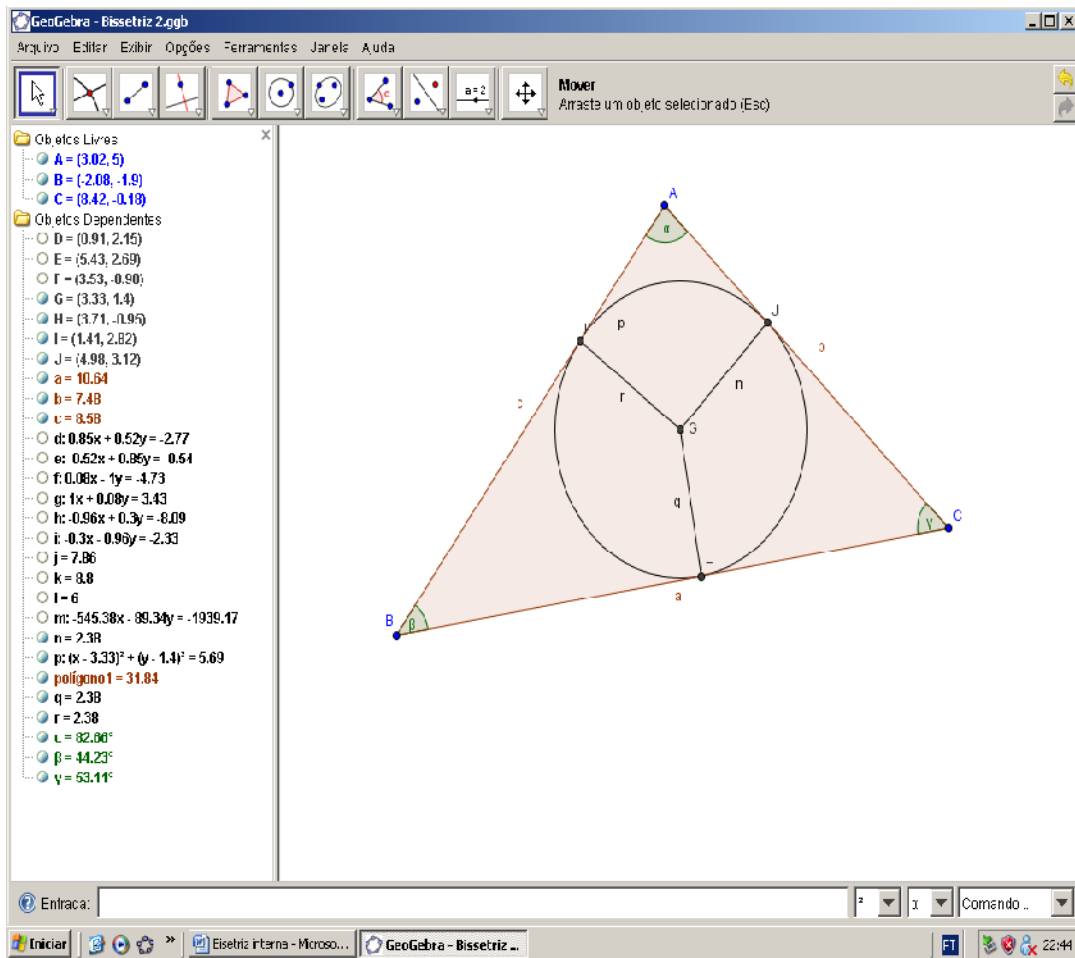 GeoGebra - Bissetriz 2.ggb
Arquivo Editar Exibir Opções Ferramentas Janela Ajuda
a = 2
Mover
Arraste um objeto selecionado (Esc)
Objetos Livres
A = (3.02, 5)
B = (-2.08, -1.9)
C = (8.42, -0.18)
Objetos Dependentes
D = (0.91, 2.15)
E = (5.43, 2.69)
F = (3.53, -0.90)
G = (3.33, 1.4)
H = (3.71, -0.95)
I = (1.41, 2.82)
J = (4.98, 3.12)
a = 10.64
b = 7.48
c = 8.58
d: 0.85x + 0.52y = -2.77
e: 0.52x + 0.85y = 0.54
f: 0.08x - 1y = -4.73
g: 1x + 0.08y = 3.43
h: -0.96x + 0.3y = -8.09
i: -0.3x - 0.96y = -2.33
j = 7.86
k = 8.8
l = 6
m: -545.38x - 89.34y = -1939.17
n = 2.38
p: (x - 3.33)² + (y - 1.4)² = 5.69
polígono1 = 31.84
q = 2.38
r = 2.38
α = 82.66°
β = 44.23°
γ = 53.11°
A
α
J
p
b
c
n
r
G
q
C
γ
a
B
β
Entrada:
²
Comando ..
Iniciar
»
Bisetriz interna - Microso...
GeoGebra - Bissetriz ...
PT
22:44